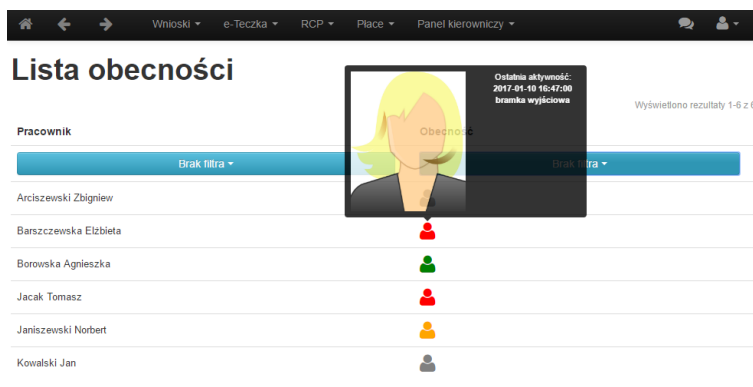 Wnioski e-Teczka RCP Płace Panel kierowniczy
Lista obecności
Ostatnia aktywność:
2017-01-10 16:47:00
bramka wyjściowa
Wyświetlono rezultaty 1-6 z 6
Pracownik Obecność
Brak filtra Brak filtra
Arciszewski Zbigniew
Barszczewska Elżbieta
Borowska Agnieszka
Jacak Tomasz
Janiszewski Norbert
Kowalski Jan